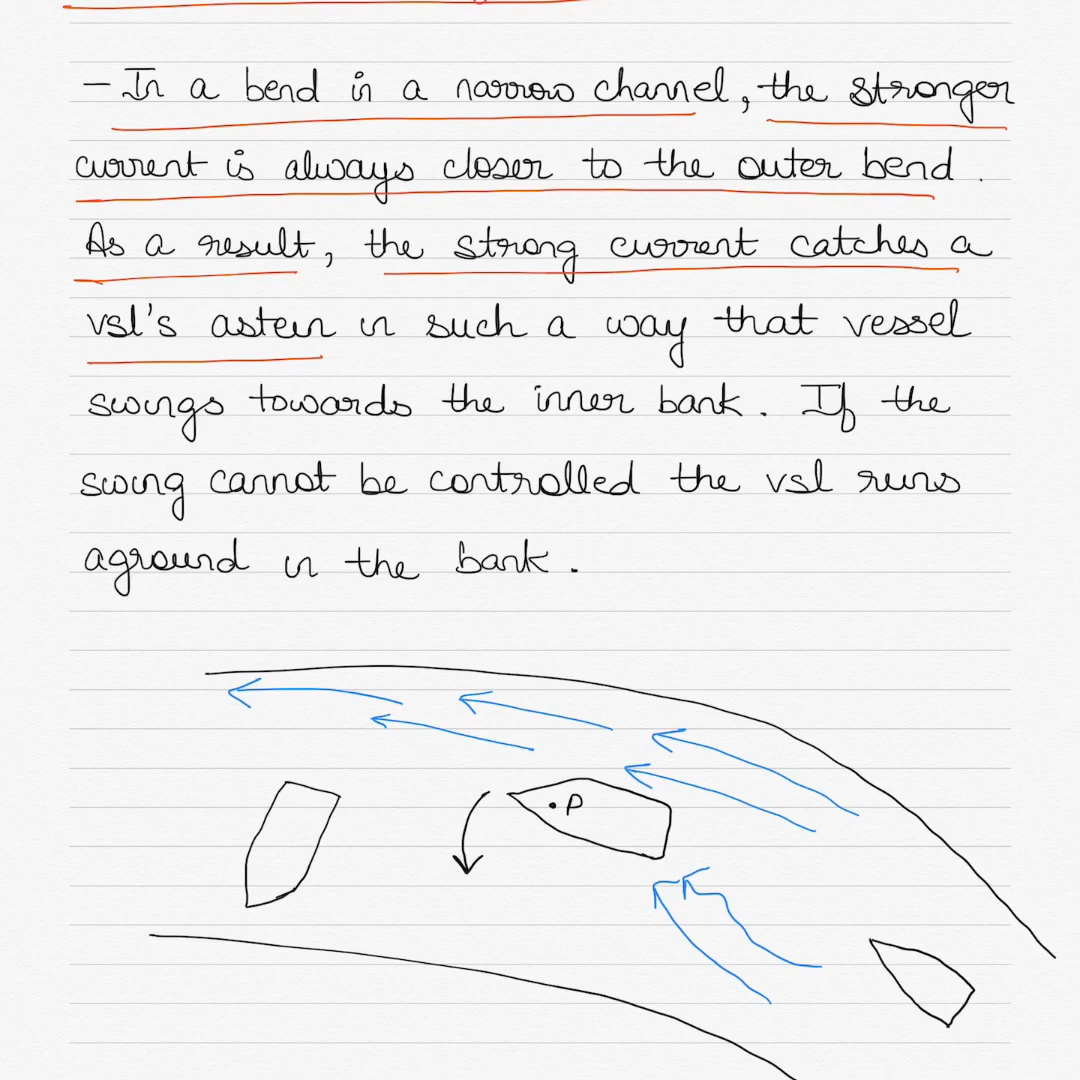 - In a bend in a narrow channel, the stronger
current is always closer to the outer bend.
As a result, the strong current catches a
vsl's astern in such a way that vessel
swings towards the inner bank. If the
swing cannot be controlled the vsl runs
aground in the bank.
P